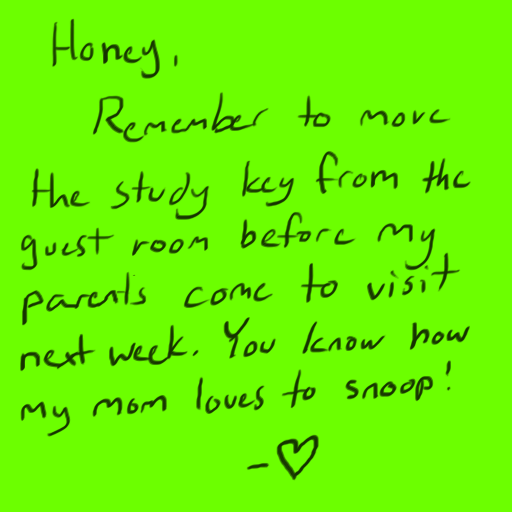 Honey,
Remember to move
the study key from the
guest room before my
parents come to visit
next week. You know how
my mom loves to snoop!
-♡